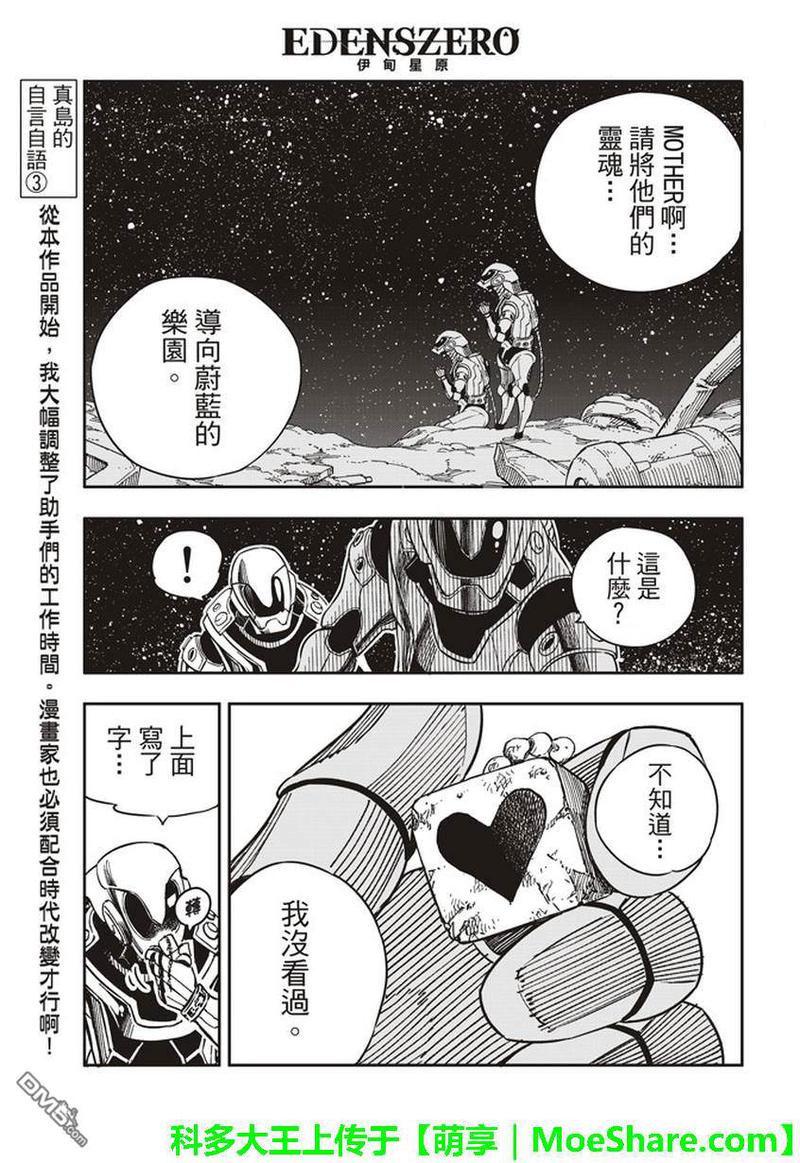 EDENSZERO
伊甸星原
真島的
自言自語③
從本作品開始，我大幅調整了助手們的工作時間。漫畫家也必須配合時代改變才行啊！
MOTHER啊…
請將他們的
靈魂…
導向蔚藍的
樂園。
這是
什麼？
！
不知道…
我沒看過。
上面
寫了
字…
轉
DM5.com
科多大王上传于【萌享｜MoeShare.com】